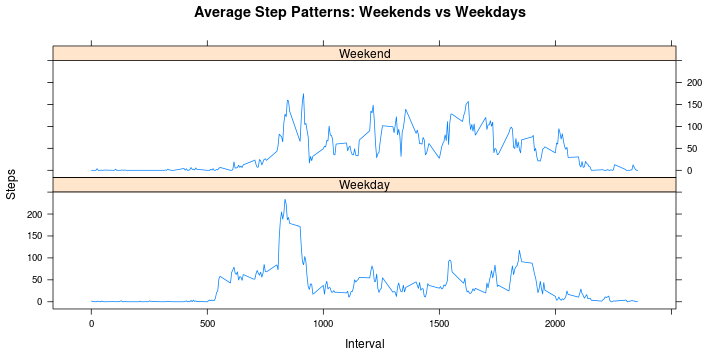 Average Step Patterns: Weekends vs Weekdays
Weekend
200
150
100
50
0
Weekday
200
150
100
50
0
Steps
0 500 1000 1500 2000
Interval